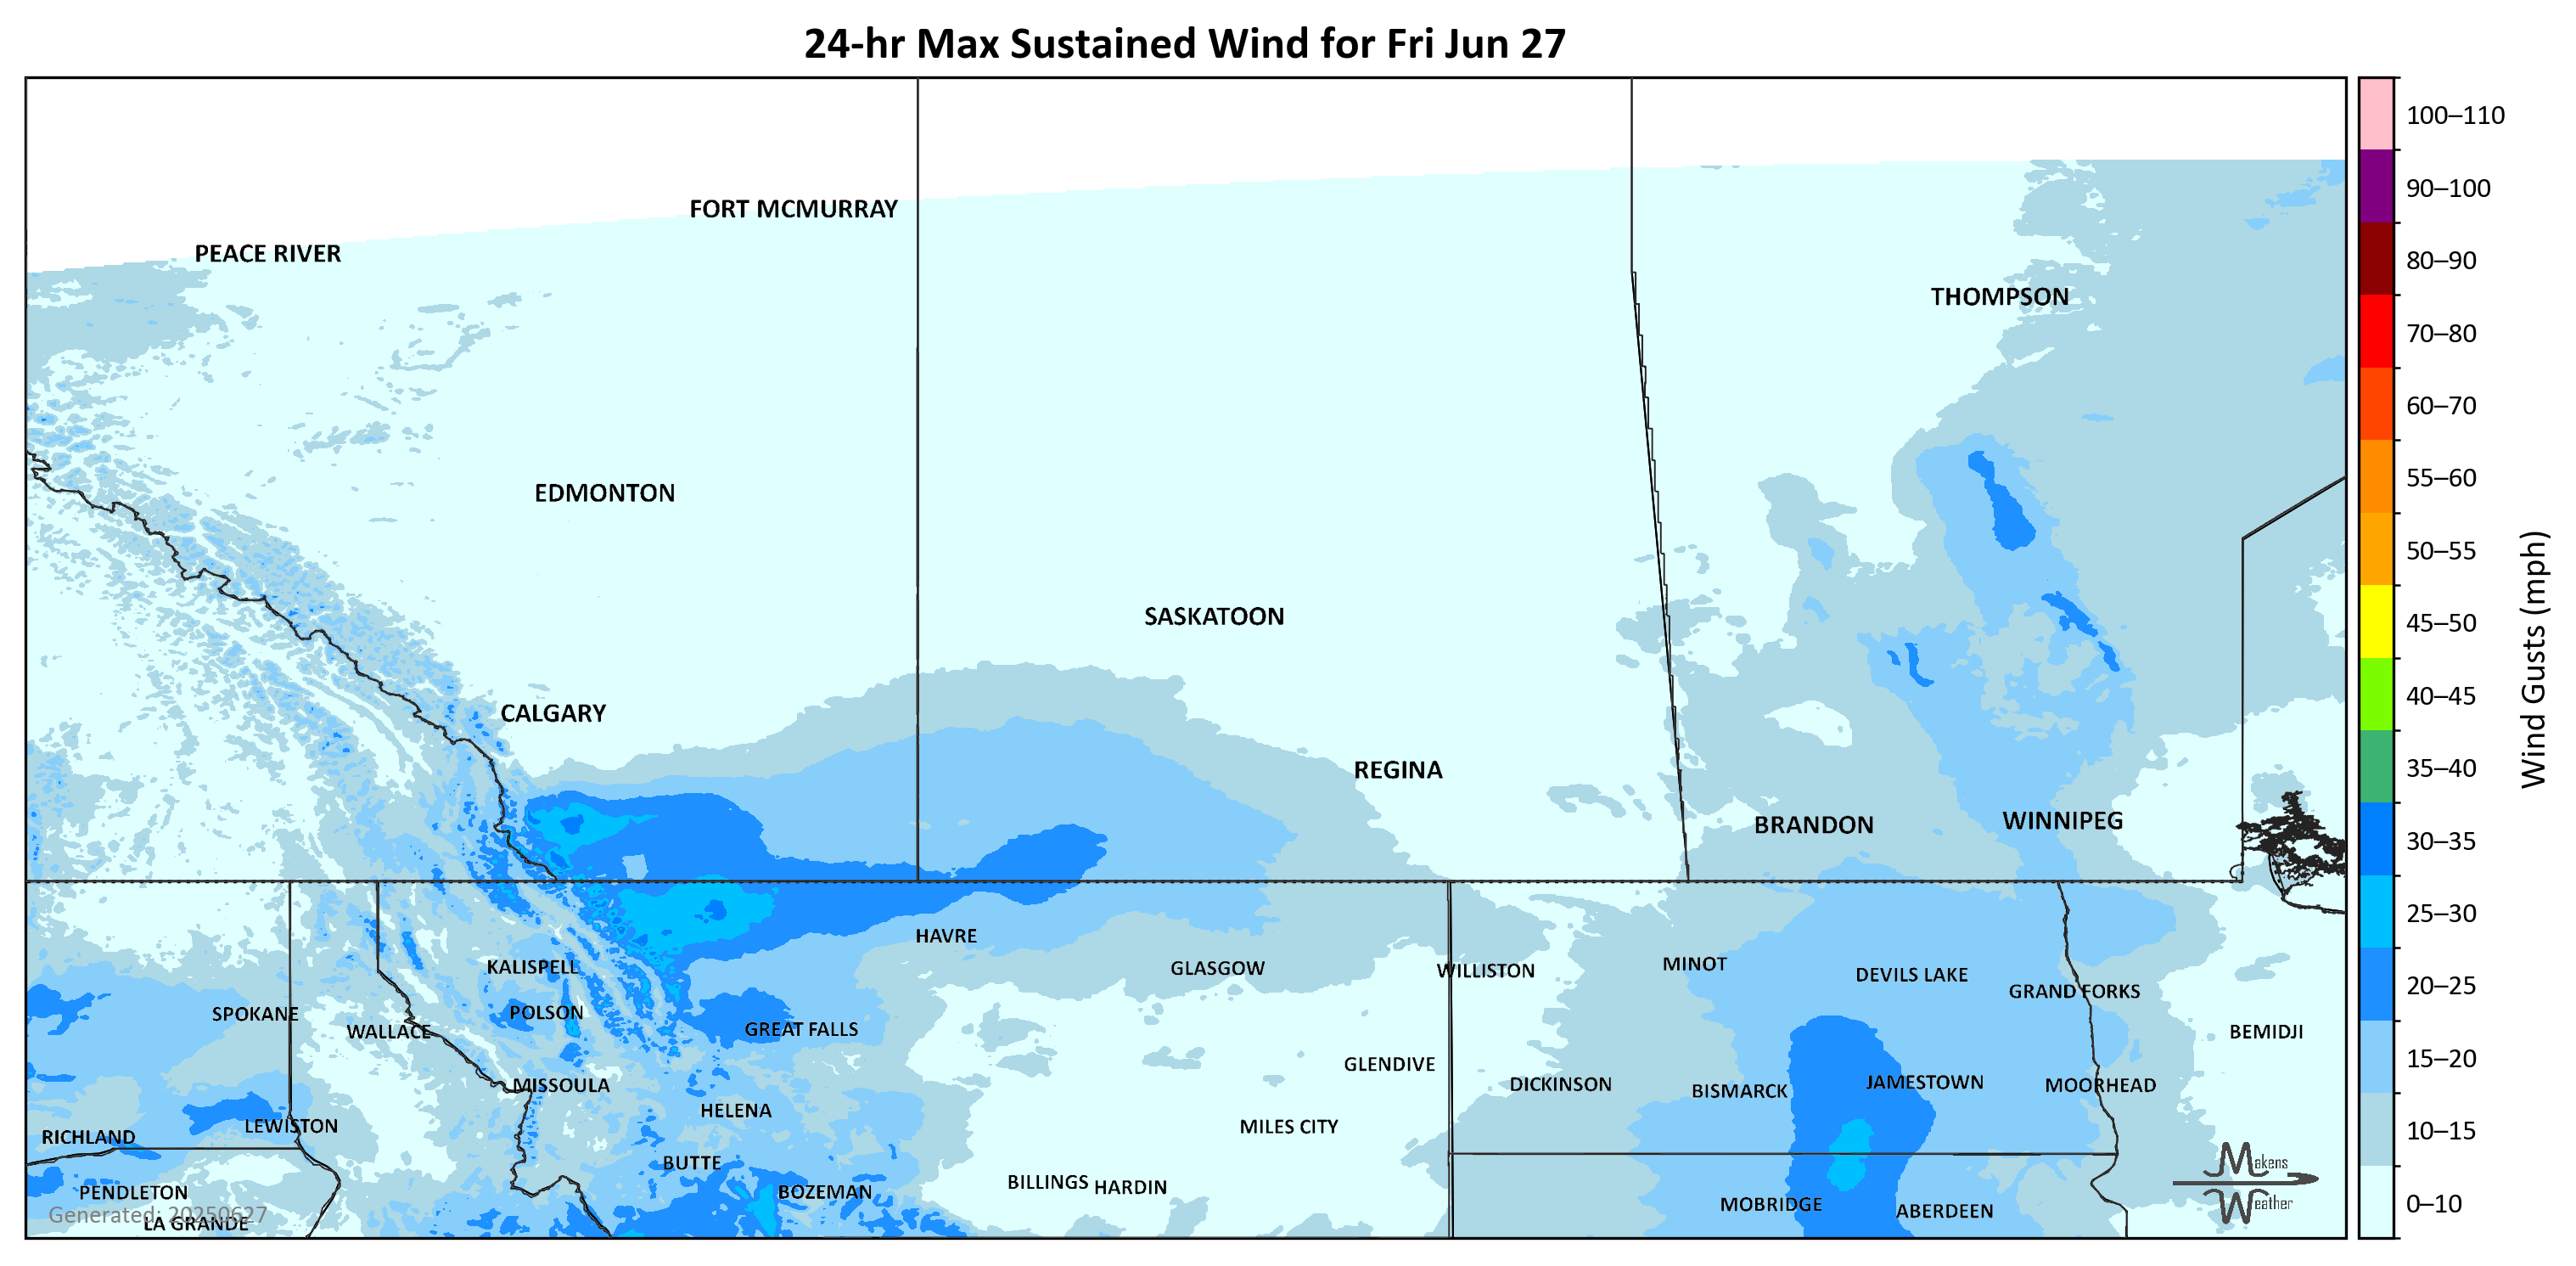 24-hr Max Sustained Wind for Fri Jun 27
100–110
90–100
FORT MCMURRAY
PEACE RIVER
80–90
THOMPSON
70–80
60–70
55–60
EDMONTON
50–55
SASKATOON
45–50
Wind Gusts (mph)
40–45
CALGARY
35–40
REGINA
BRANDON
WINNIPEG
30–35
25–30
HAVRE
KALISPELL
GLASGOW
WILLISTON
MINOT
DEVILS LAKE
20–25
GRAND FORKS
SPOKANE
POLSON
WALLACE
GREAT FALLS
BEMIDJI
15–20
GLENDIVE
MISSOULA
DICKINSON
BISMARCK
JAMESTOWN
MOORHEAD
HELENA
LEWISTON
MILES CITY
10–15
RICHLAND
BUTTE
Makens
Weather
PENDLETON
BOZEMAN
BILLINGS
HARDIN
MOBRIDGE
ABERDEEN
0–10
Generated: 20250627
LA GRANDE